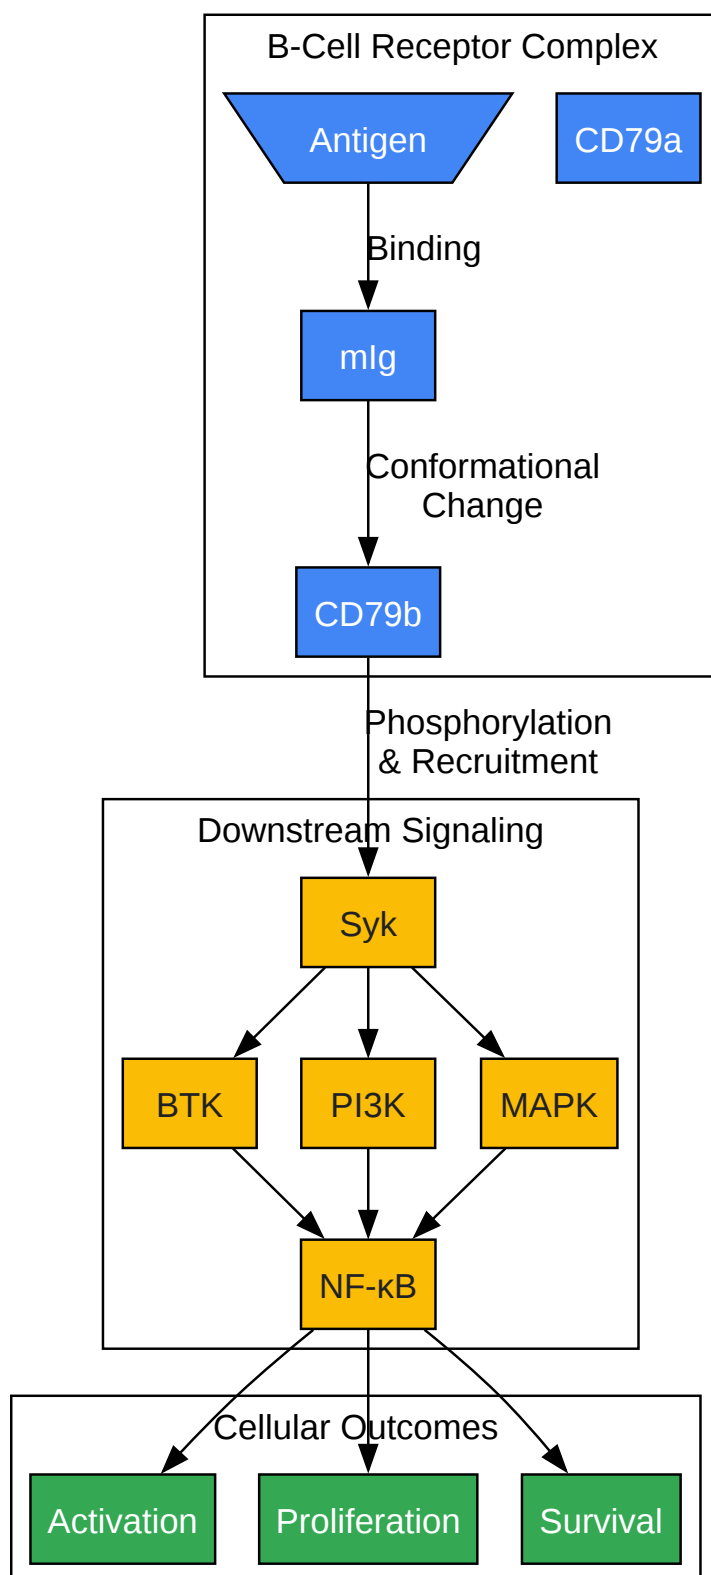 B-Cell Receptor Complex
Antigen
CD79a
Binding
mIg
Conformational
Change
CD79b
Phosphorylation
& Recruitment
Downstream Signaling
Syk
BTK
PI3K
MAPK
NF-κB
Cellular Outcomes
Activation
Proliferation
Survival